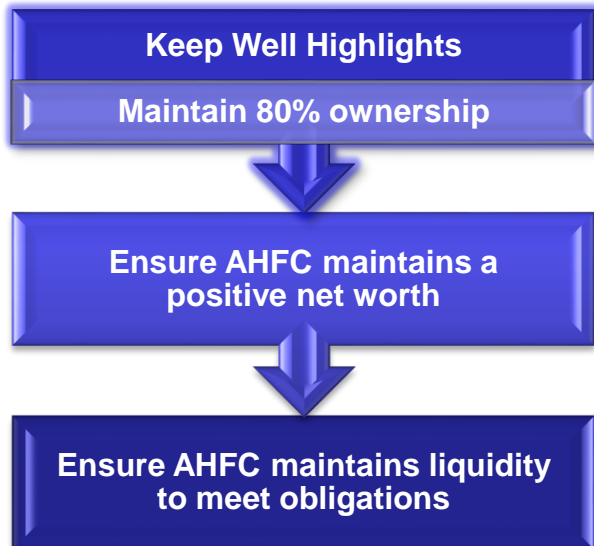 Keep Well Highlights
Maintain 80% ownership
Ensure AHFC maintains a
positive net worth
Ensure AHFC maintains liquidity
to meet obligations